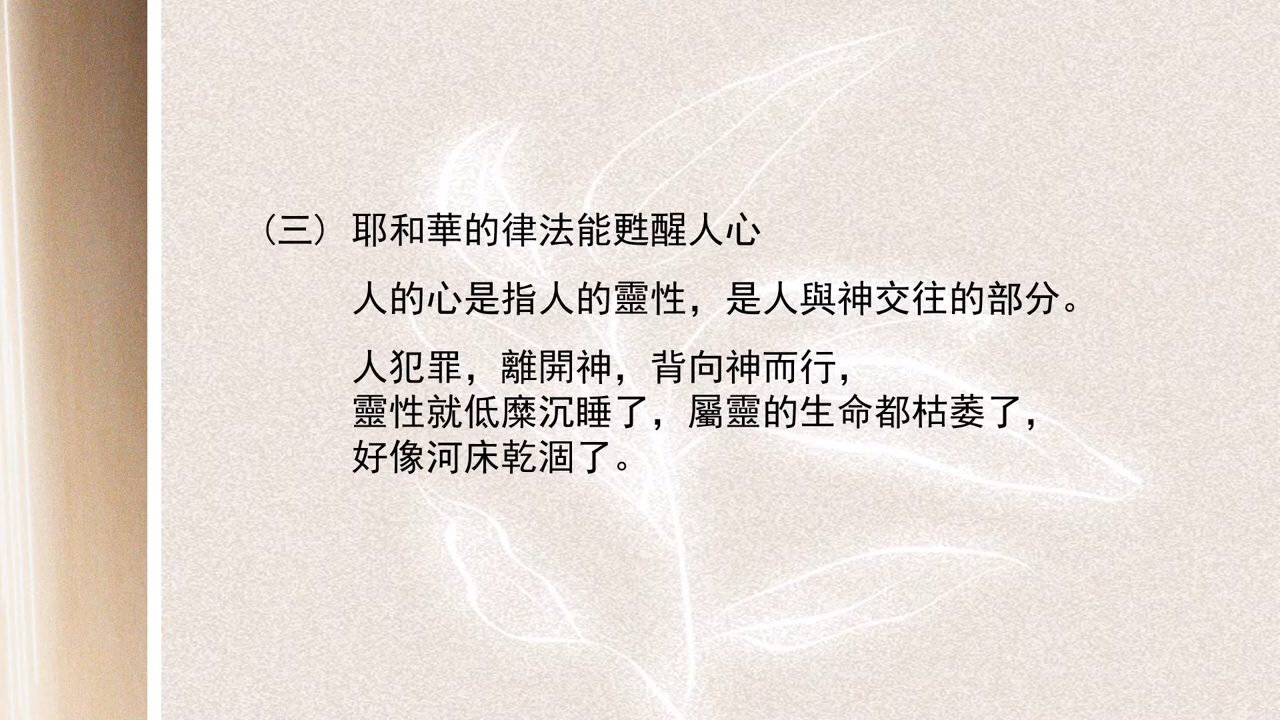 (三) 耶和華的律法能甦醒人心
人的心是指人的靈性，是人與神交往的部分。
人犯罪，離開神，背向神而行，
靈性就低糜沉睡了，屬靈的生命都枯萎了，
好像河床乾涸了。